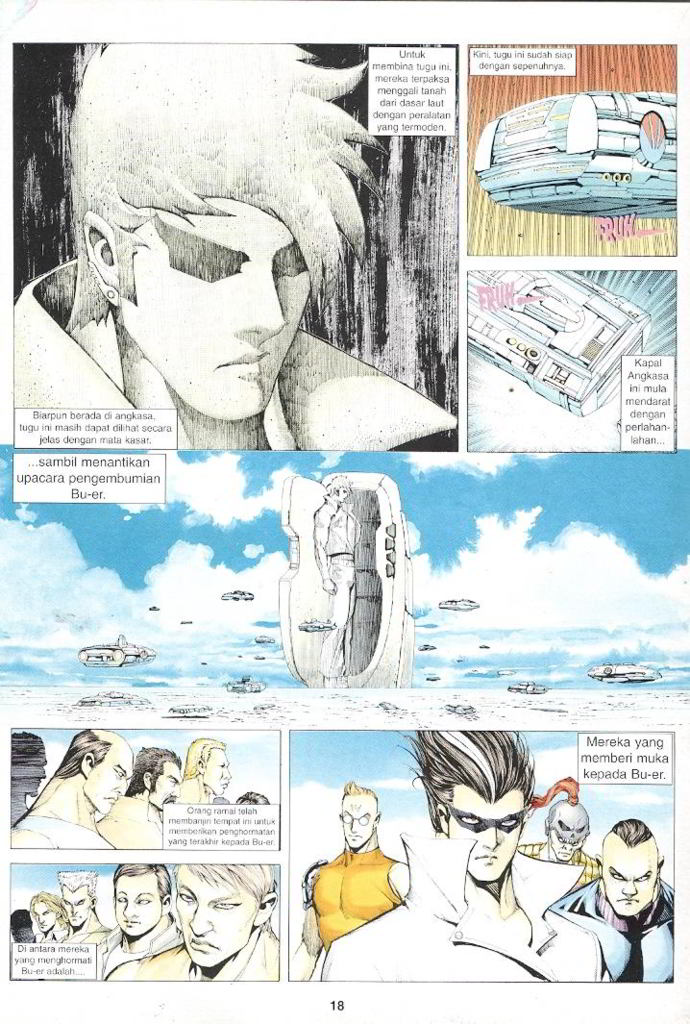 Untuk
membina tugu ini,
mereka terpaksa
menggali tanah
dari dasar laut
dengan peralatan
yang termoden.
Biarpun berada di angkasa,
tugu ini masih dapat dilihat secara
jelas dengan mata kasar.
Kini, tugu ini sudah siap
dengan sepenuhnya.
FRUH...
FRUH...
Kapal
Angkasa
ini mula
mendarat
dengan
perlahan-
lahan...
...sambil menantikan
upacara pengembumian
Bu-er.
Orang ramai telah
membanjiri tempat ini untuk
memberikan penghormatan
yang terakhir kepada Bu-er.
Di antara mereka
yang menghormati
Bu-er adalah....
Mereka yang
memberi muka
kepada Bu-er.
18